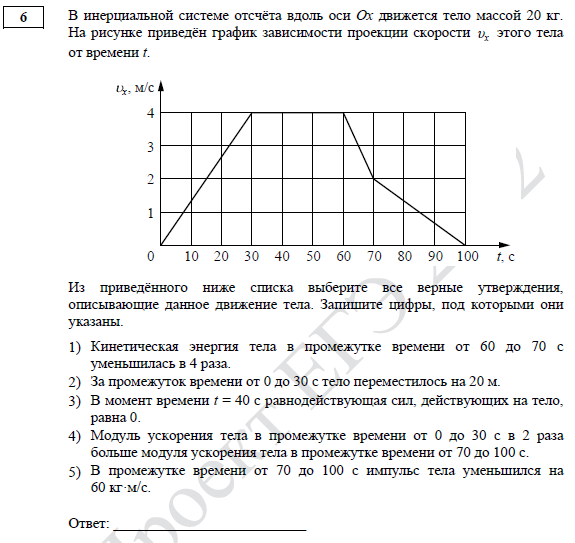 6
В инерциальной системе отсчёта вдоль оси Ox движется тело массой 20 кг.
На рисунке приведён график зависимости проекции скорости υₓ этого тела
от времени t.
υₓ, м/с
4
3
2
1
0 10 20 30 40 50 60 70 80 90 100 t, с
Из приведённого ниже списка выберите все верные утверждения,
описывающие данное движение тела. Запишите цифры, под которыми они
указаны.
1) Кинетическая энергия тела в промежутке времени от 60 до 70 с
уменьшилась в 4 раза.
2) За промежуток времени от 0 до 30 с тело переместилось на 20 м.
3) В момент времени t = 40 с равнодействующая сил, действующих на тело,
равна 0.
4) Модуль ускорения тела в промежутке времени от 0 до 30 с в 2 раза
больше модуля ускорения тела в промежутке времени от 70 до 100 с.
5) В промежутке времени от 70 до 100 с импульс тела уменьшился на
60 кг·м/с.
Ответ: